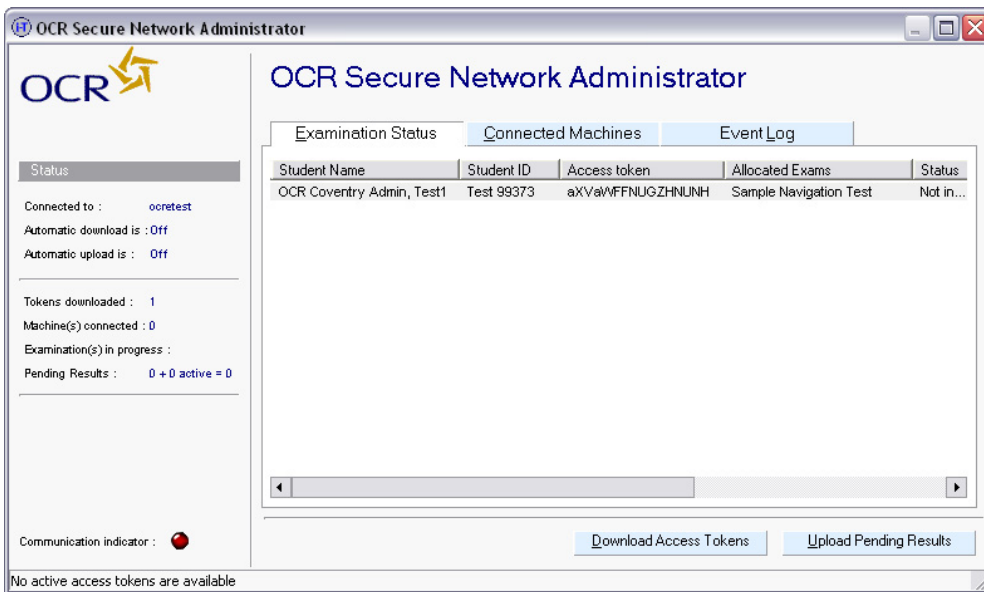 OCR Secure Network Administrator
OCR
OCR Secure Network Administrator
Examination Status Connected Machines Event Log
Status
Connected to : ocretest
Automatic download is : Off
Automatic upload is : Off
Tokens downloaded : 1
Machine(s) connected : 0
Examination(s) in progress :
Pending Results : 0 + 0 active = 0
Student Name Student ID Access token Allocated Exams Status
OCR Coventry Admin, Test1 Test 99373 aXVaWFFNUGZHNUNH Sample Navigation Test Not in...
Communication indicator :
Download Access Tokens Upload Pending Results
No active access tokens are available